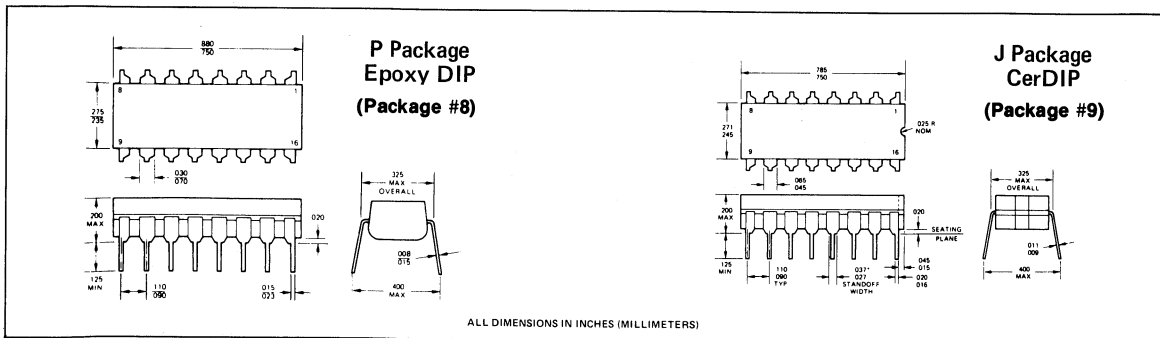 P Package
Epoxy DIP
(Package #8)
880
750
8
1
275
735
9
16
030
070
200
MAX
020
125
MIN
110
090
015
023
325
MAX
OVERALL
008
015
400
MAX
J Package
CerDIP
(Package #9)
785
750
8
1
271
245
9
16
025 R
NOM
085
045
200
MAX
020
SEATING
PLANE
125
MIN
110
090
TYP
037*
027
STANDOFF
WIDTH
045
015
020
016
325
MAX
OVERALL
011
009
400
MAX
ALL DIMENSIONS IN INCHES (MILLIMETERS)